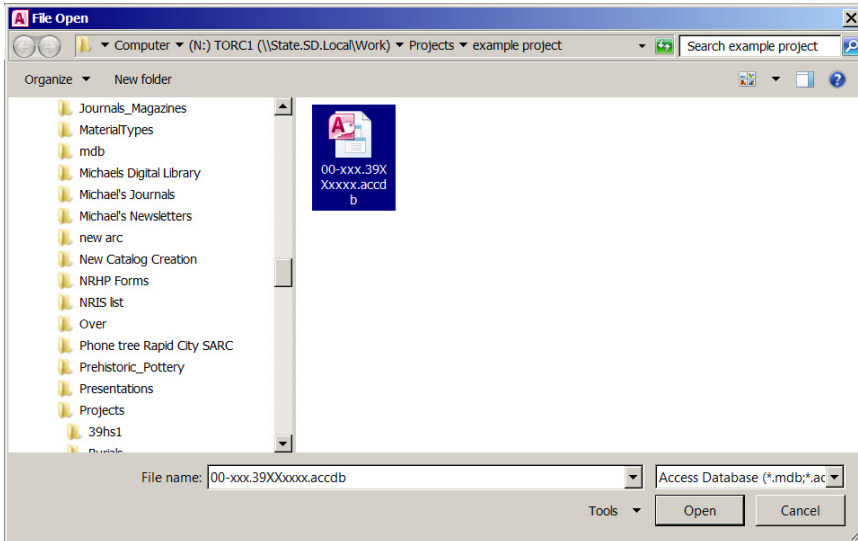 File Open
Computer (N:) TORC1 (\\State.SD.Local\Work) Projects example project
Search example project
Organize New folder
Journals_Magazines
MaterialTypes
mdb
Michaels Digital Library
Michael's Journals
Michael's Newsletters
new arc
New Catalog Creation
NRHP Forms
NRIS list
Over
Phone tree Rapid City SARC
Prehistoric_Pottery
Presentations
Projects
39hs1
Burials
00-xxx.39X
Xxxxx.accd
b
File name: 00-xxx.39XXxxxx.accdb
Access Database (*.mdb;*.ac
Tools Open Cancel